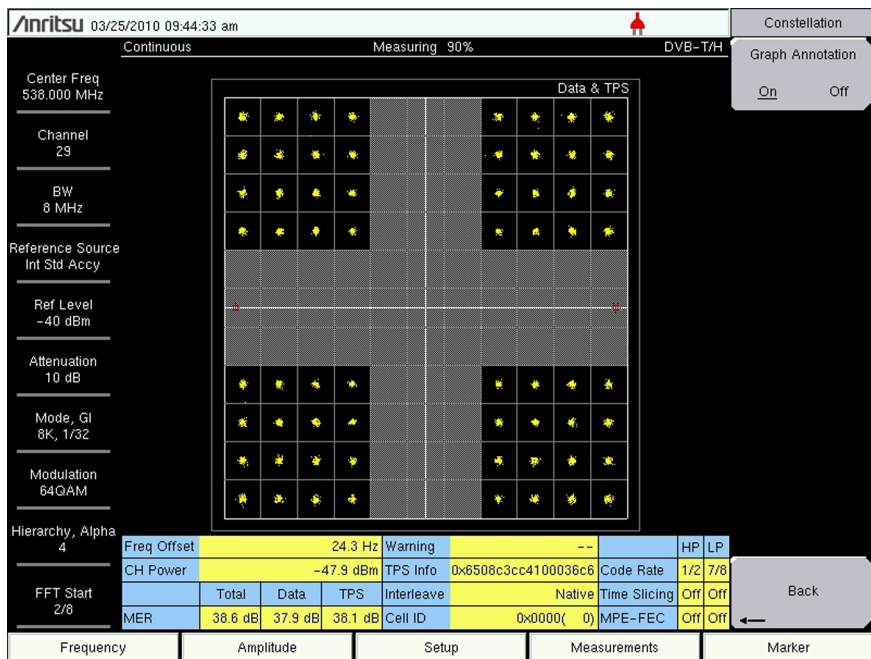 Anritsu 03/25/2010 09:44:33 am
Constellation
Continuous Measuring 90% DVB-T/H
Graph Annotation
On Off
Data & TPS
Center Freq
538.000 MHz
Channel
29
BW
8 MHz
Reference Source
Int Std Accy
Ref Level
-40 dBm
Attenuation
10 dB
Mode, GI
8K, 1/32
Modulation
64QAM
Hierarchy, Alpha
4
FFT Start
2/8
Freq Offset 24.3 Hz Warning -- HP LP
CH Power -47.9 dBm TPS Info 0x6508c3cc4100036c6 Code Rate 1/2 7/8
Total Data TPS Interleave Native Time Slicing Off Off
MER 38.6 dB 37.9 dB 38.1 dB Cell ID 0x0000( 0) MPE-FEC Off Off
Back
Frequency Amplitude Setup Measurements Marker